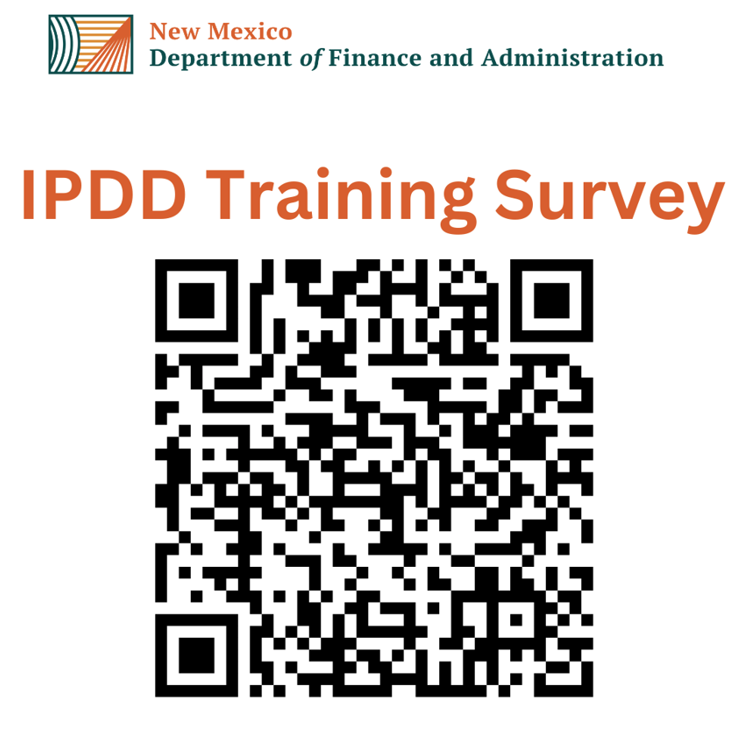 New Mexico
Department of Finance and Administration
IPDD Training Survey